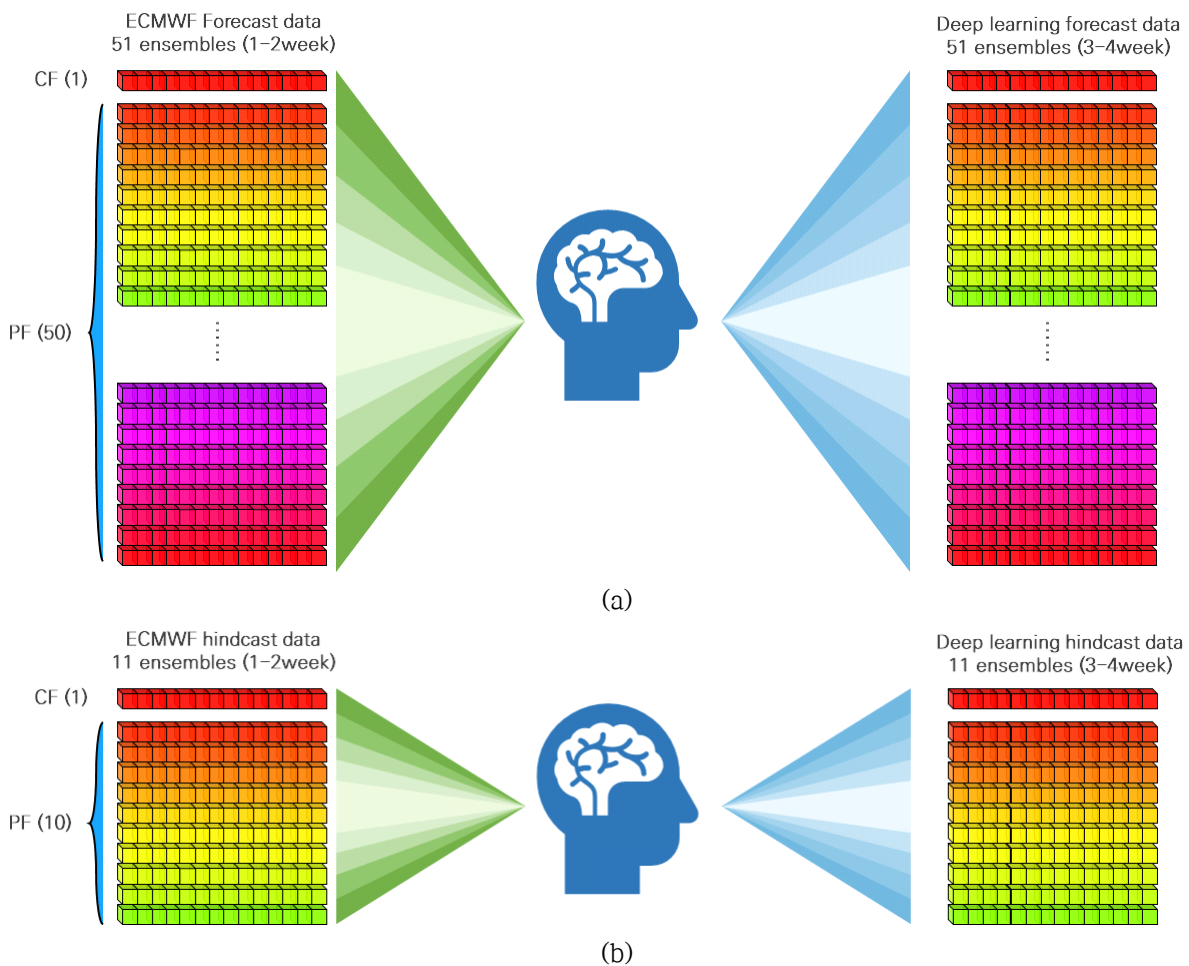 ECMWF Forecast data
51 ensembles (1-2week)
Deep learning forecast data
51 ensembles (3-4week)
CF (1)
PF (50)
(a)
ECMWF hindcast data
11 ensembles (1-2week)
Deep learning hindcast data
11 ensembles (3-4week)
CF (1)
PF (10)
(b)